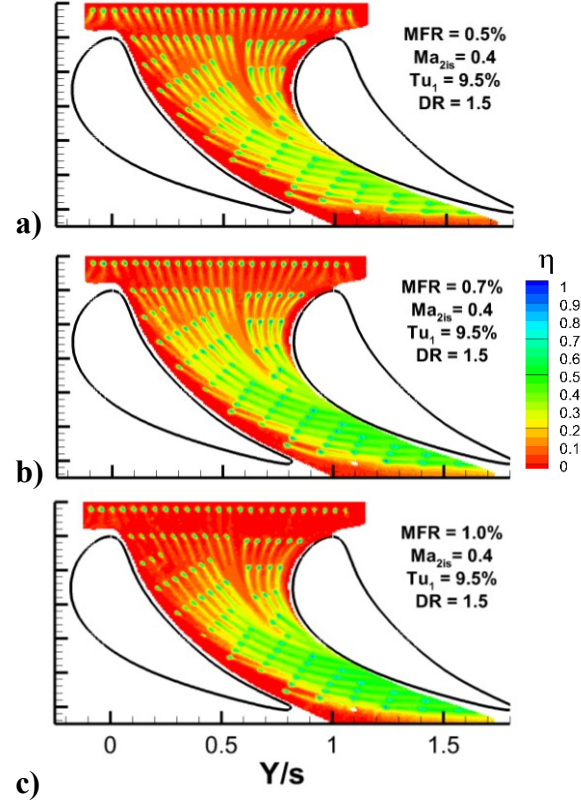 MFR = 0.5%
Ma2is= 0.4
Tu1 = 9.5%
DR = 1.5
a)
η
MFR = 0.7%
Ma2is= 0.4
Tu1 = 9.5%
DR = 1.5
1
0.9
0.8
0.7
0.6
0.5
0.4
0.3
0.2
0.1
0
b)
MFR = 1.0%
Ma2is= 0.4
Tu1 = 9.5%
DR = 1.5
0 0.5 1 1.5
Y/s
c)